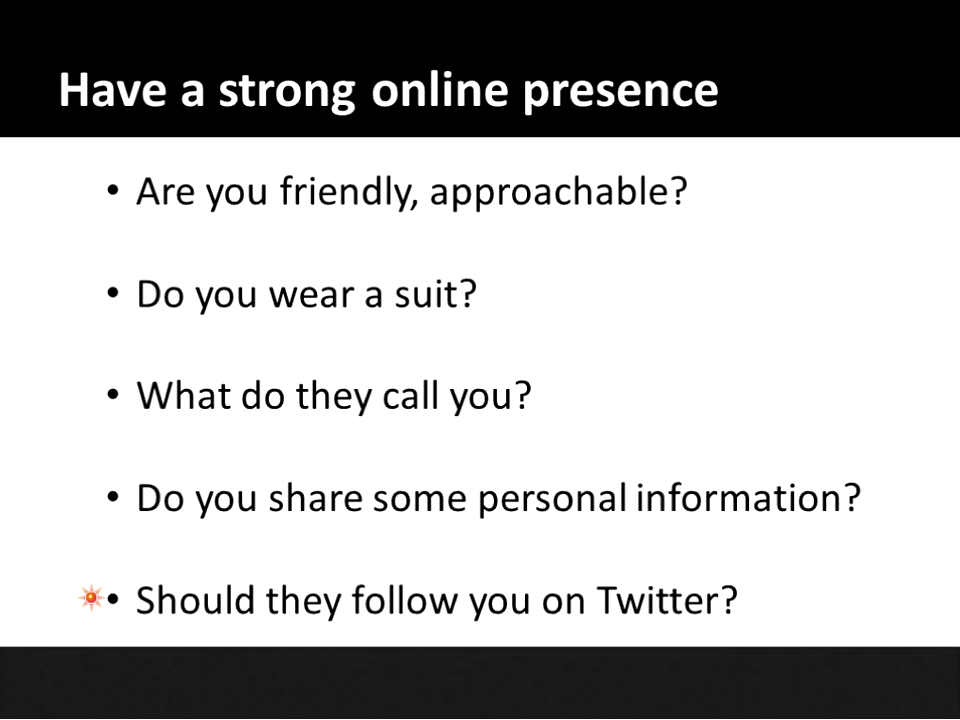 Have a strong online presence
• Are you friendly, approachable?
• Do you wear a suit?
• What do they call you?
• Do you share some personal information?
• Should they follow you on Twitter?